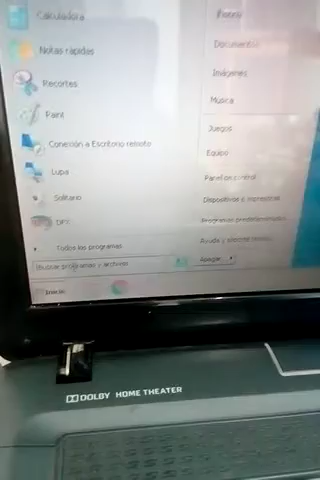 Calculadora
Notas rápidas
Recortes
Paint
Conexión a Escritorio remoto
Lupa
Solitario
Todos los programas
Buscar programas y archivos
Inicio
Jhonny
Documentos
Imágenes
Música
Juegos
Equipo
Panel de control
Dispositivos e impresoras
Programas predeterminados
Ayuda y soporte técnico
Apagar
DOLBY HOME THEATER